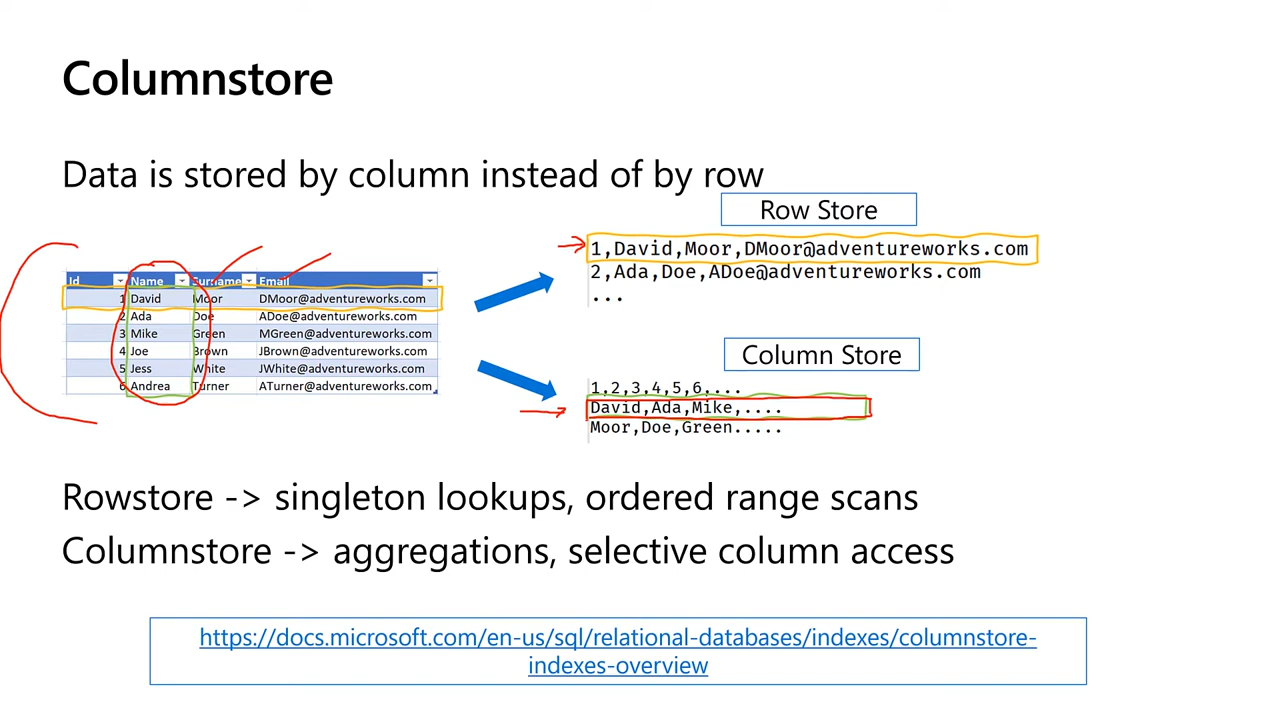 Columnstore
Data is stored by column instead of by row
Row Store
1,David,Moor,DMoor@adventureworks.com
2,Ada,Doe,ADoe@adventureworks.com
...
Id Name Surname Email
1 David Moor DMoor@adventureworks.com
2 Ada Doe ADoe@adventureworks.com
3 Mike Green MGreen@adventureworks.com
4 Joe Brown JBrown@adventureworks.com
5 Jess White JWhite@adventureworks.com
6 Andrea Turner ATurner@adventureworks.com
Column Store
1,2,3,4,5,6,...
David,Ada,Mike,....
Moor,Doe,Green.....
Rowstore -> singleton lookups, ordered range scans
Columnstore -> aggregations, selective column access
https://docs.microsoft.com/en-us/sql/relational-databases/indexes/columnstore-
indexes-overview